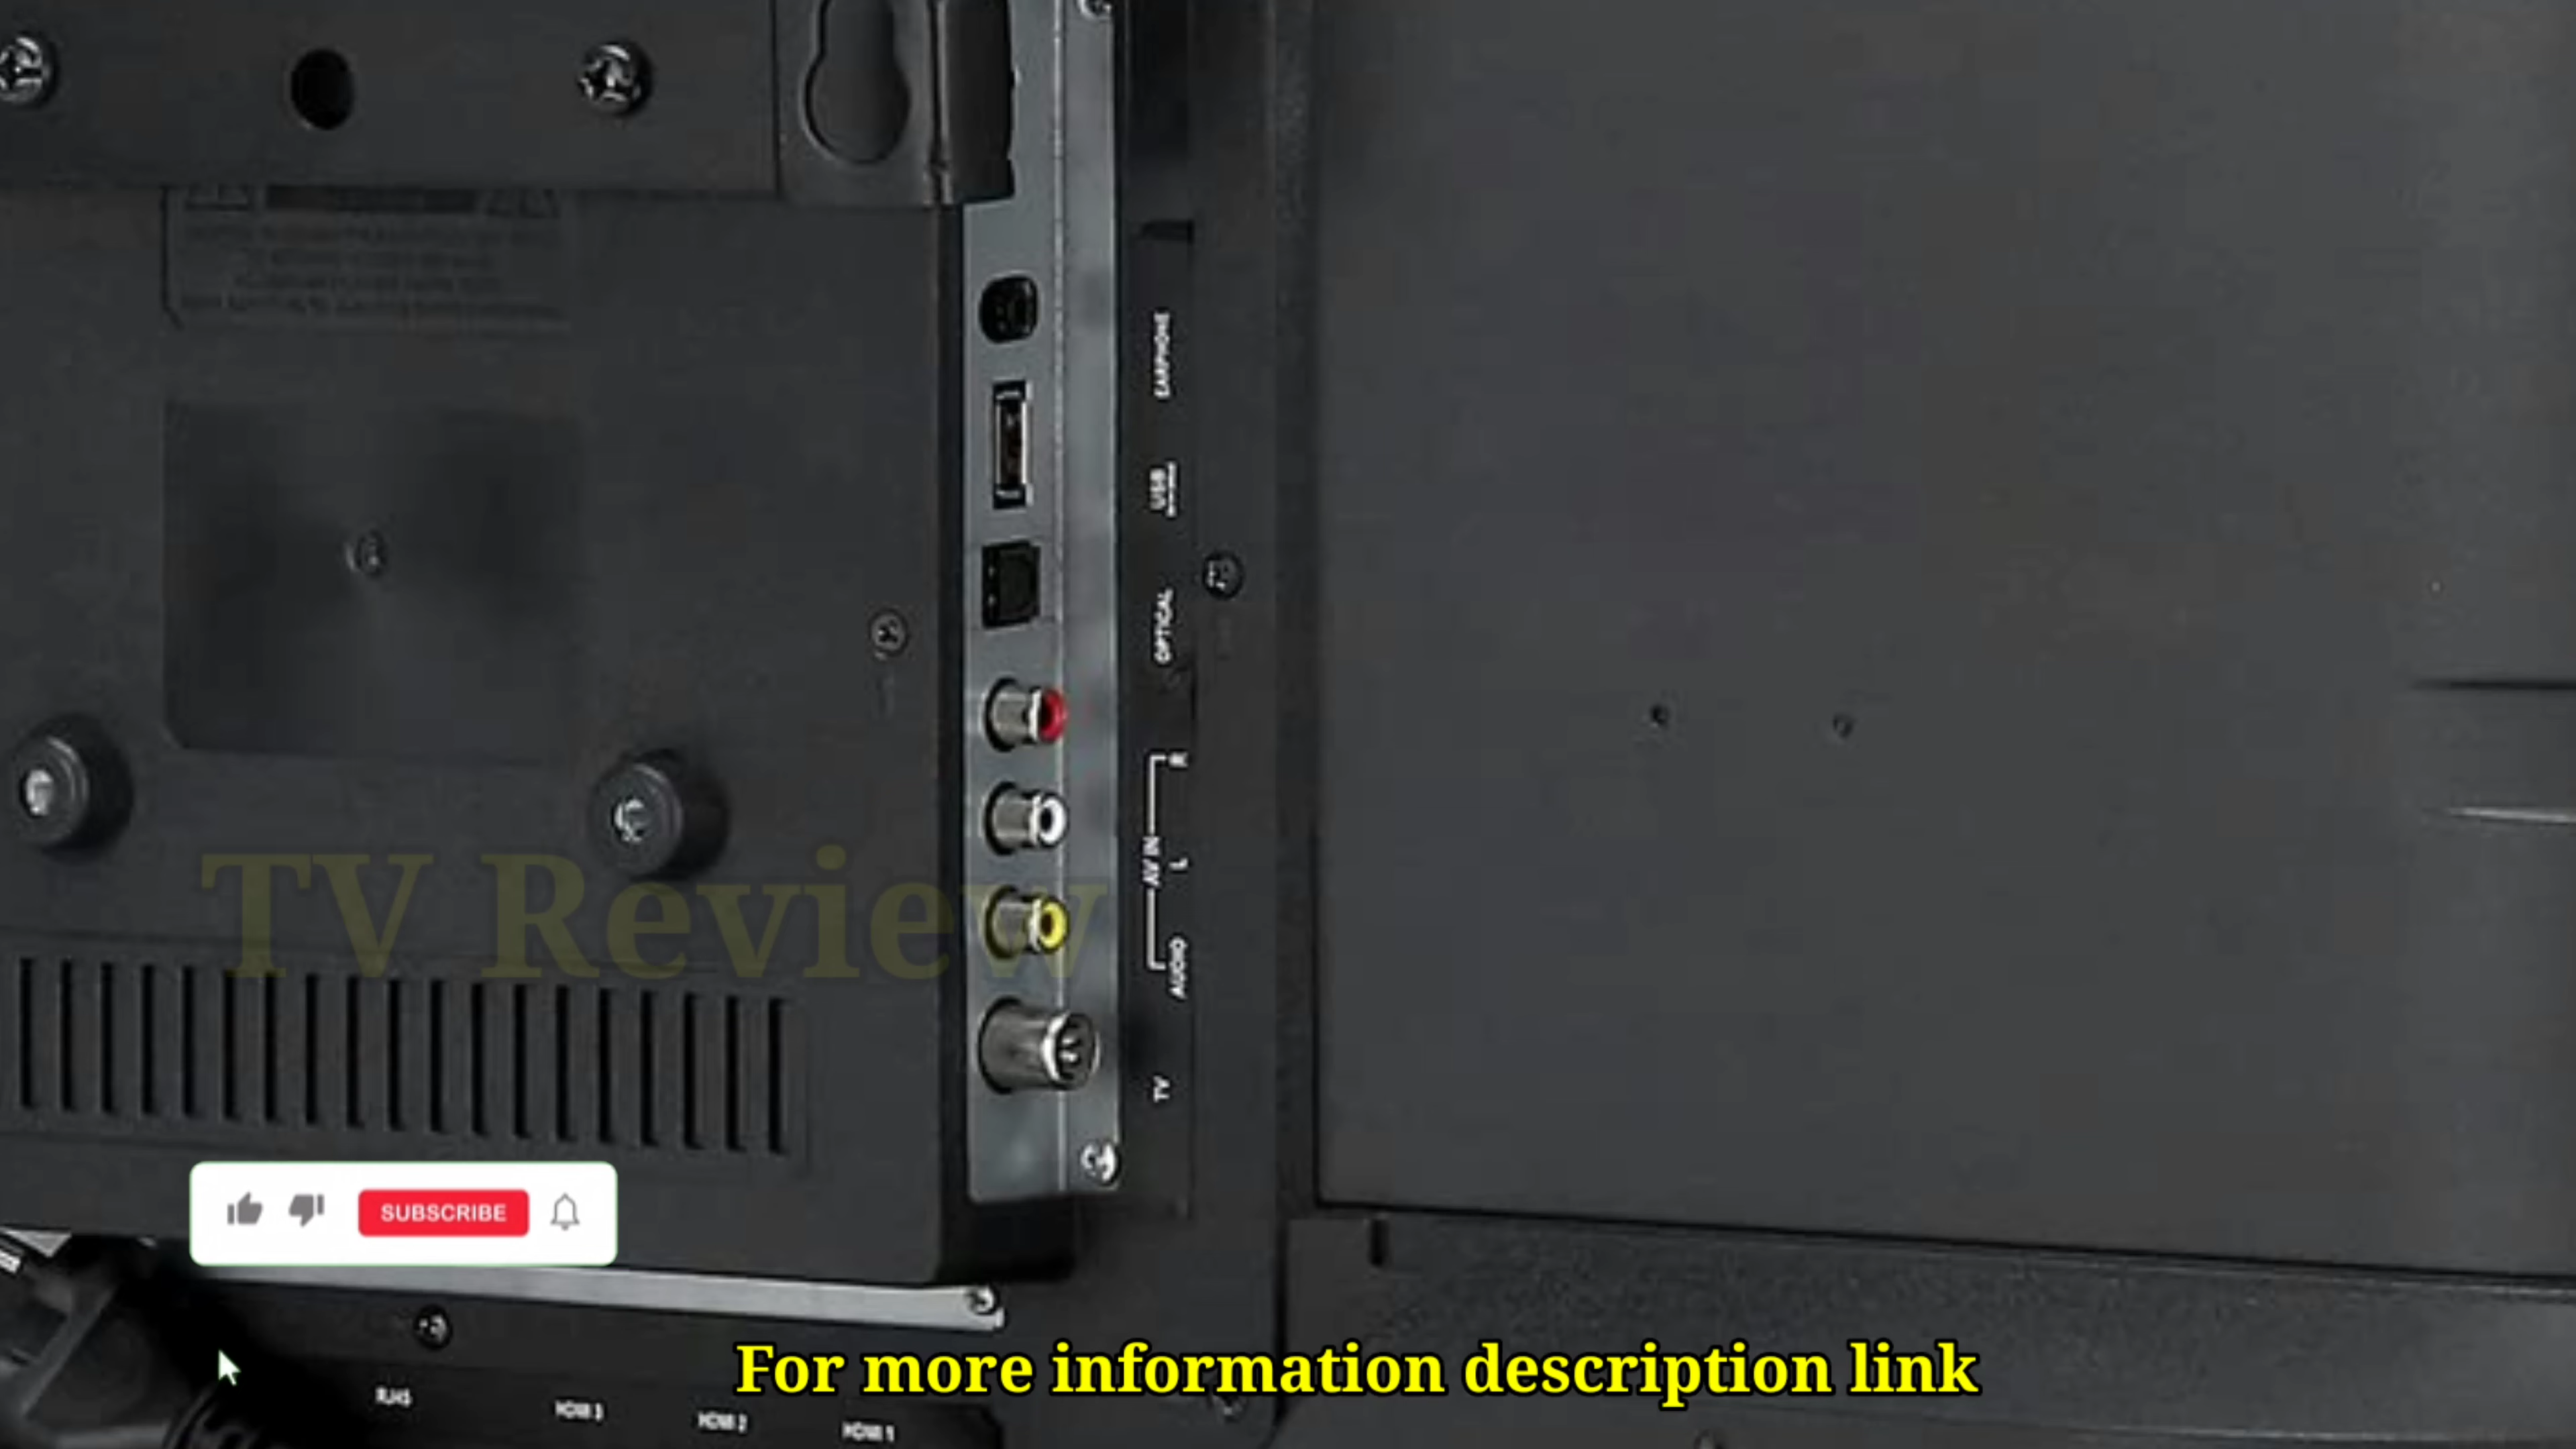 EARPHONE
USB
OPTICAL
R
AV IN
L
AUDIO
TV
TV Review
SUBSCRIBE
For more information description link
RJ45
HDMI 3
HDMI 2
HDMI 1